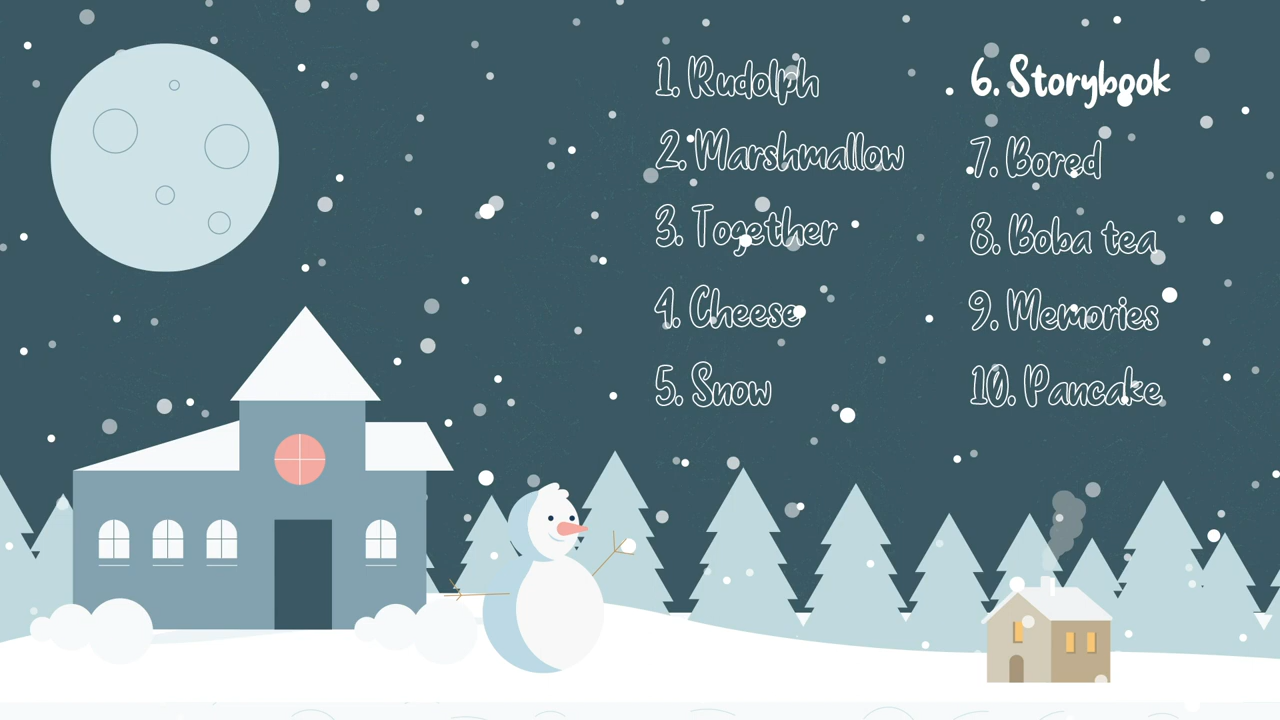 1. Rudolph
2. Marshmallow
3. Together
4. Cheese
5. Snow
6. Storybook
7. Bored
8. Boba tea
9. Memories
10. Pancake